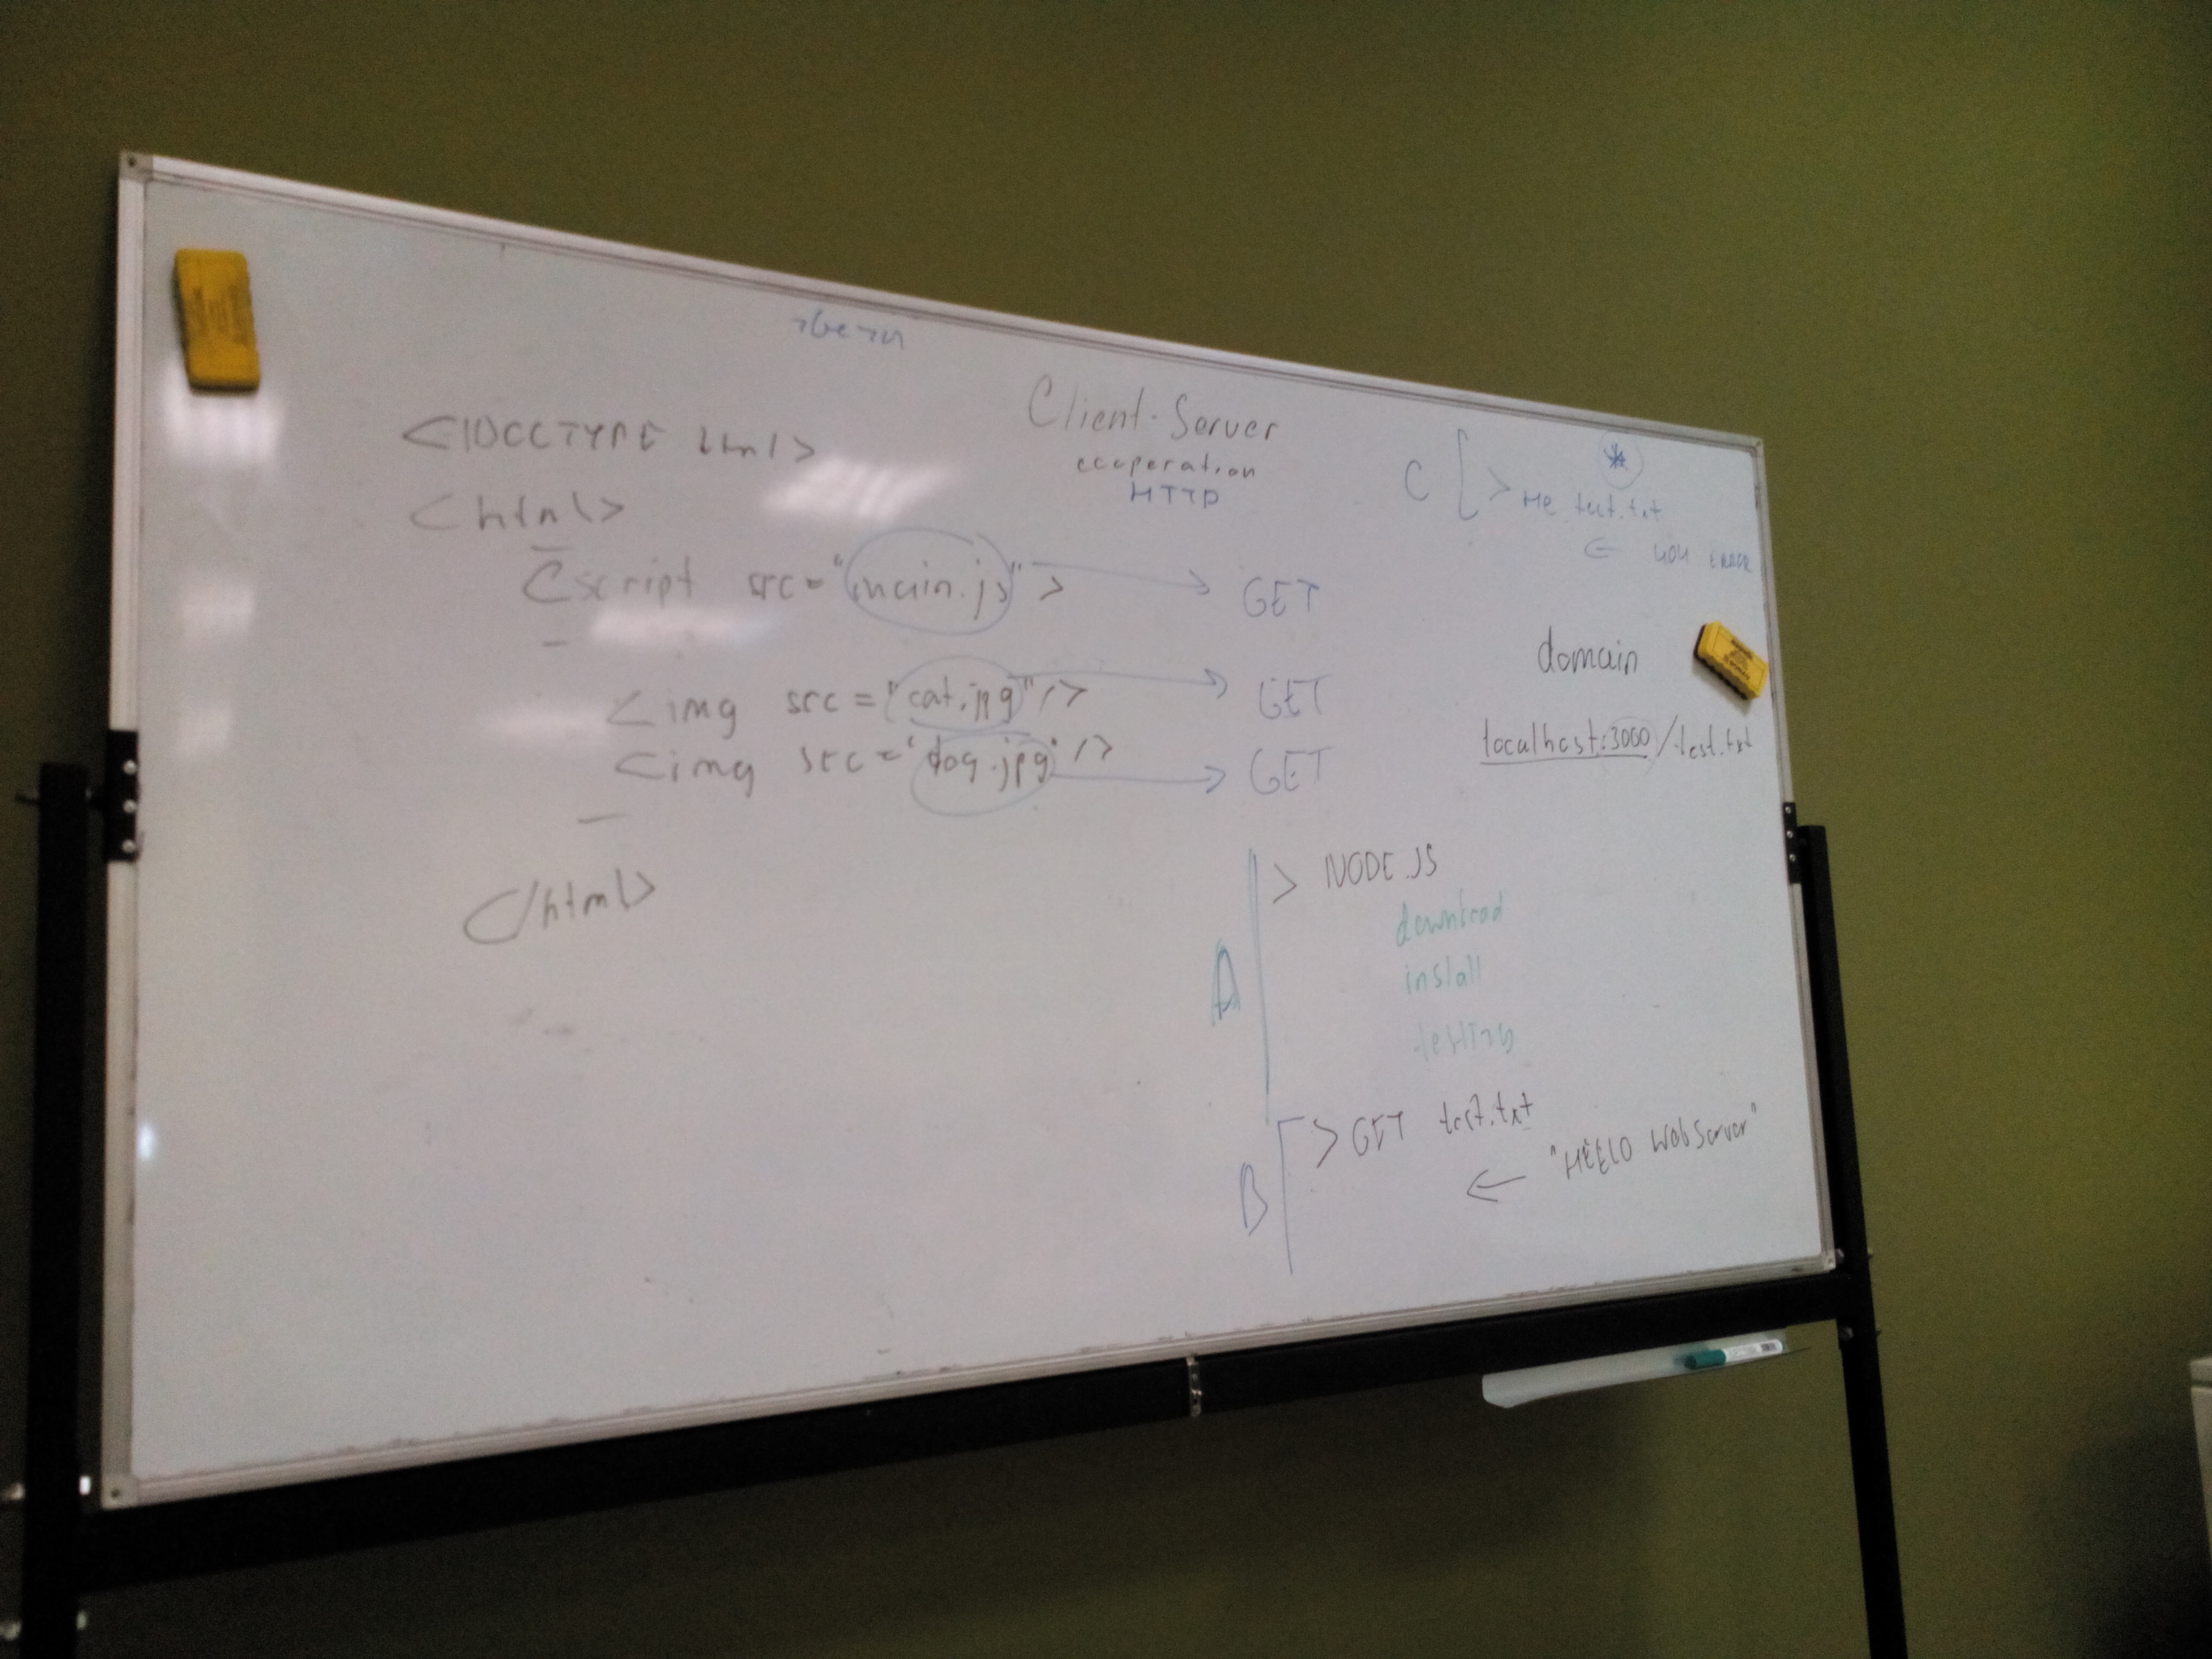 Client-Server
cooperation
HTTP
<!DOCTYPE html>
<html>
<script src="main.js"> GET
<img src="cat.jpg"/> GET
<img src='dog.jpg'/> GET
</html>
C > не test.txt
← 404 ERROR
domain
localhost:3000/test.txt
A > NODE.JS
download
install
testing
B > GET test.txt
← "HELLO WebServer"